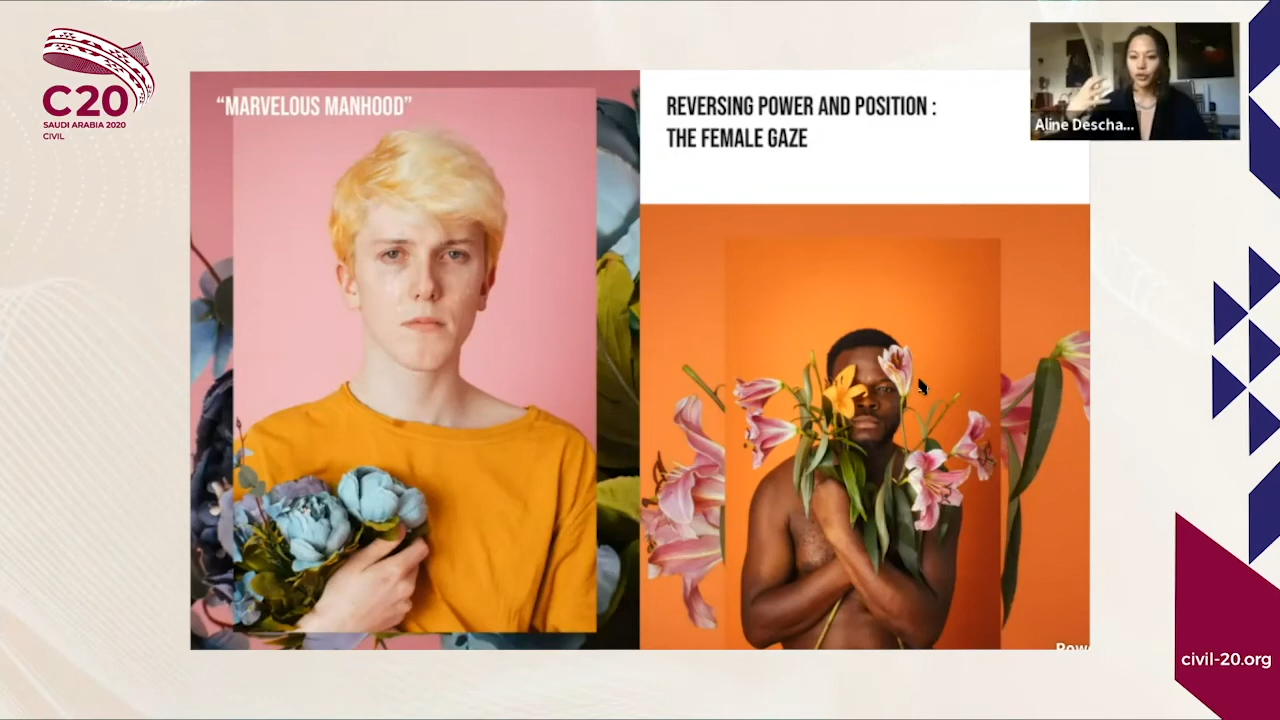 C20
SAUDI ARABIA 2020
CIVIL
“MARVELOUS MANHOOD”
REVERSING POWER AND POSITION :
THE FEMALE GAZE
Aline Descha...
civil-20.org